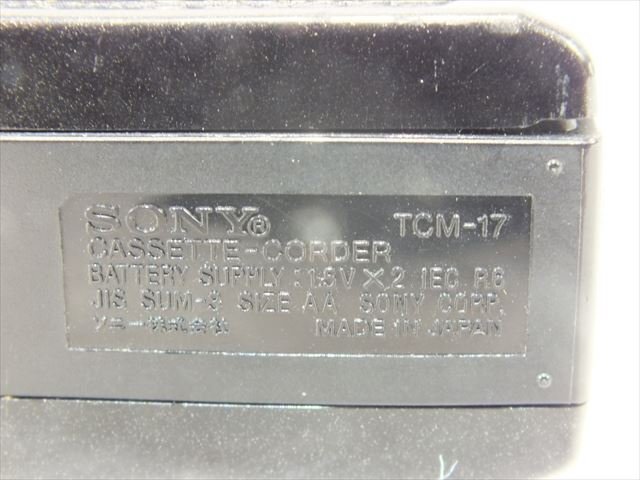 SONY® TCM-17
CASSETTE-CORDER
BATTERY SUPPLY : 1.5V × 2 IEC R6
JIS SUM-3 SIZE AA SONY CORP.
ソニー株式会社 MADE IN JAPAN